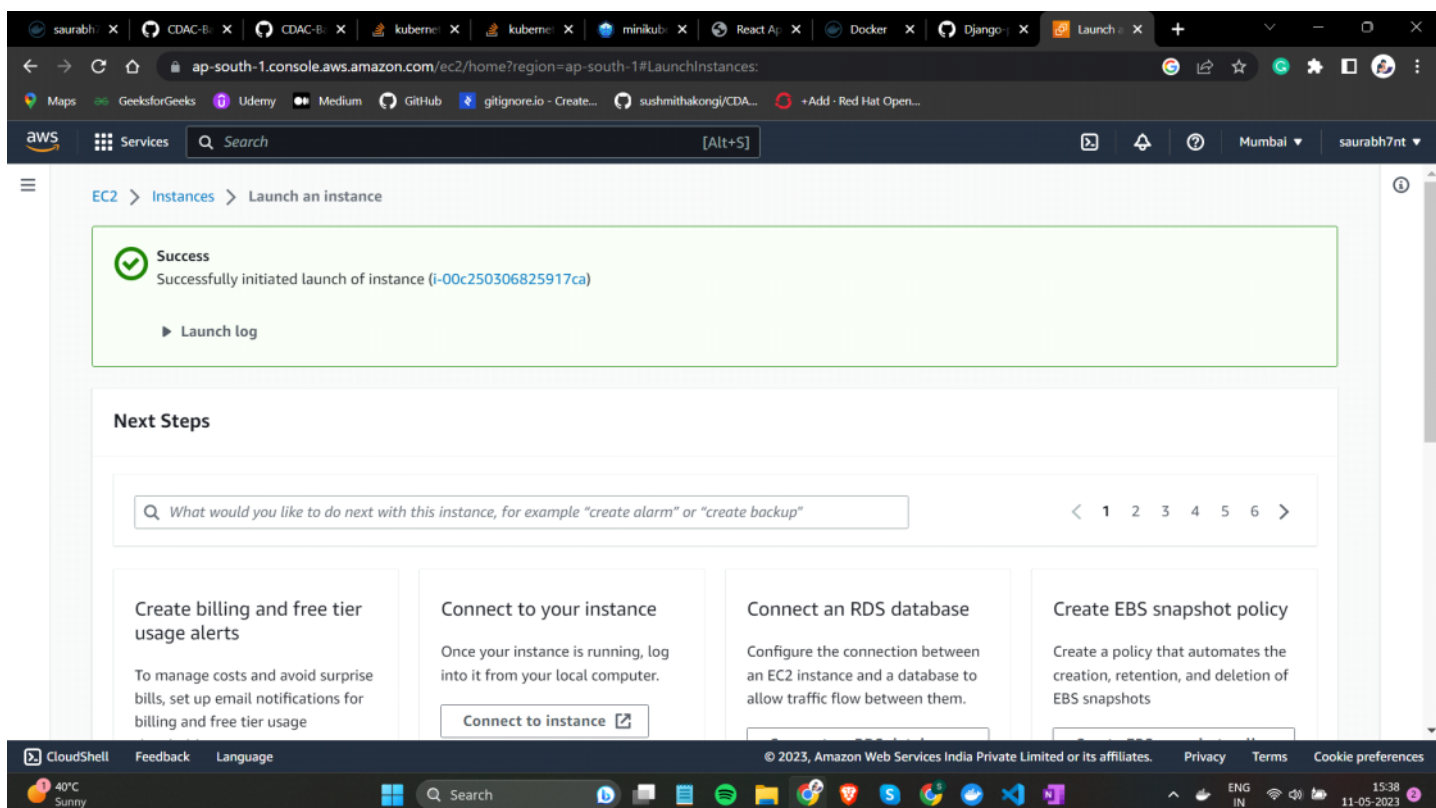 saurabh
CDAC-B
CDAC-B
kubernet
kubernet
minikub
React Ap
Docker
Django-
Launch a
ap-south-1.console.aws.amazon.com/ec2/home?region=ap-south-1#LaunchInstances:
Maps GeeksforGeeks Udemy Medium GitHub gitignore.io - Create... sushmithakongi/CDA... +Add · Red Hat Open...
aws Services Search [Alt+S] Mumbai ▼ saurabh7nt ▼
EC2 > Instances > Launch an instance
Success
Successfully initiated launch of instance (i-00c250306825917ca)
▶ Launch log
Next Steps
What would you like to do next with this instance, for example “create alarm” or “create backup”
< 1 2 3 4 5 6 >
Create billing and free tier
usage alerts
To manage costs and avoid surprise
bills, set up email notifications for
billing and free tier usage
Connect to your instance
Once your instance is running, log
into it from your local computer.
Connect to instance
Connect an RDS database
Configure the connection between
an EC2 instance and a database to
allow traffic flow between them.
Create EBS snapshot policy
Create a policy that automates the
creation, retention, and deletion of
EBS snapshots
CloudShell Feedback Language © 2023, Amazon Web Services India Private Limited or its affiliates. Privacy Terms Cookie preferences
1 40°C
Sunny
Search
ENG
IN
15:38
11-05-2023
2